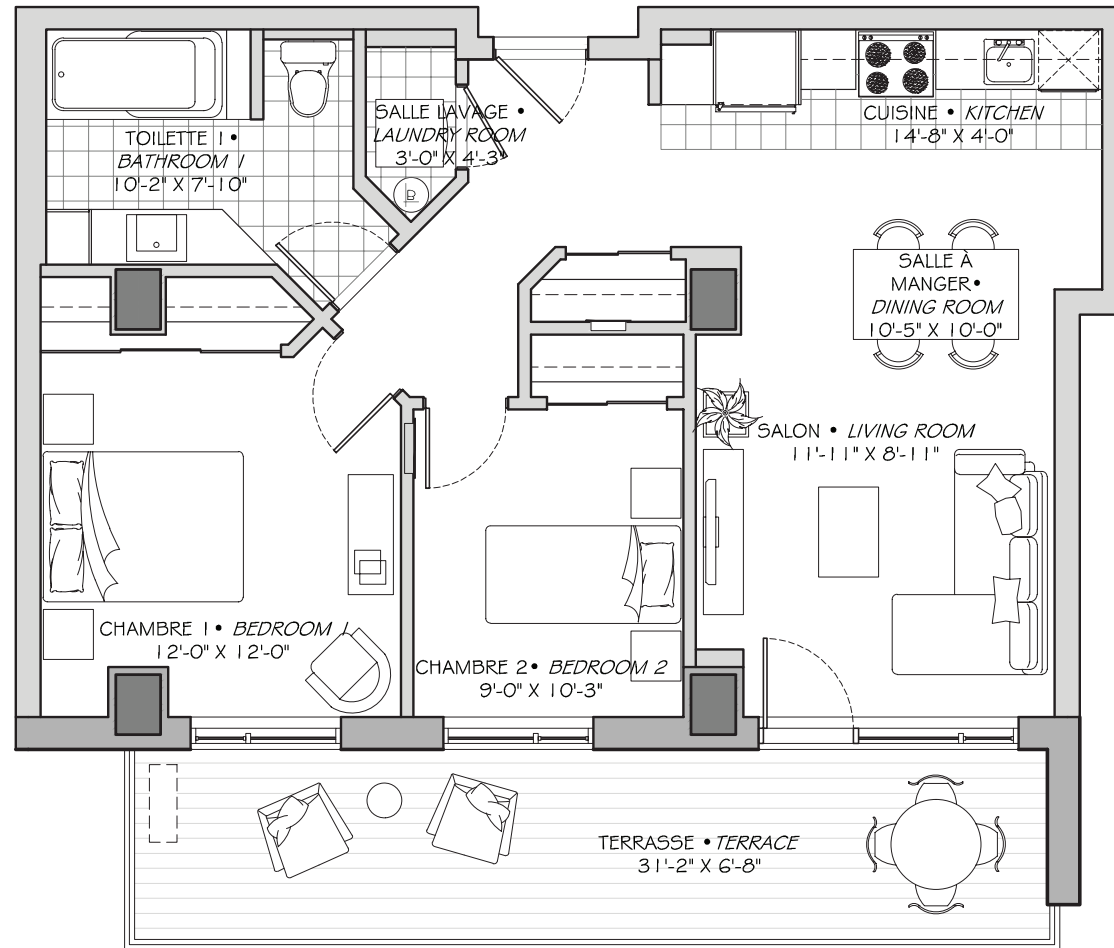 TOILETTE 1 •
BATHROOM 1
10'-2" X 7'-10"
SALLE LAVAGE •
LAUNDRY ROOM
3'-0" X 4'-3"
B
CUISINE • KITCHEN
14'-8" X 4'-0"
SALLE À
MANGER •
DINING ROOM
10'-5" X 10'-0"
SALON • LIVING ROOM
11'-11" X 8'-11"
CHAMBRE 1 • BEDROOM 1
12'-0" X 12'-0"
CHAMBRE 2 • BEDROOM 2
9'-0" X 10'-3"
TERRASSE • TERRACE
31'-2" X 6'-8"